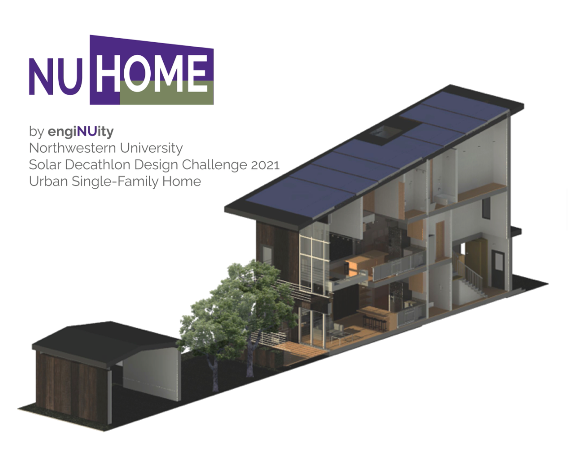 NU HOME
by engiNUity
Northwestern University
Solar Decathlon Design Challenge 2021
Urban Single-Family Home